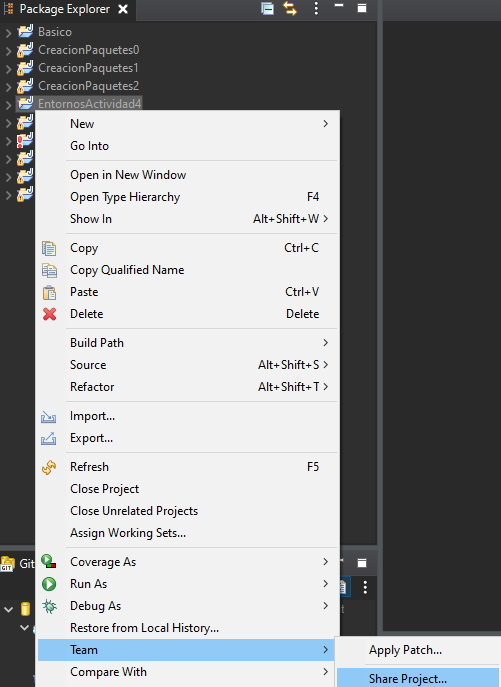 Package Explorer
Basico
CreacionPaquetes0
CreacionPaquetes1
CreacionPaquetes2
EntornosActividad4
New
Go Into
Open in New Window
Open Type Hierarchy F4
Show In Alt+Shift+W
Copy Ctrl+C
Copy Qualified Name
Paste Ctrl+V
Delete Delete
Build Path
Source Alt+Shift+S
Refactor Alt+Shift+T
Import...
Export...
Refresh F5
Close Project
Close Unrelated Projects
Assign Working Sets...
GIT Git
Coverage As
Run As
Debug As
Restore from Local History...
Team
Apply Patch...
Compare With
Share Project...